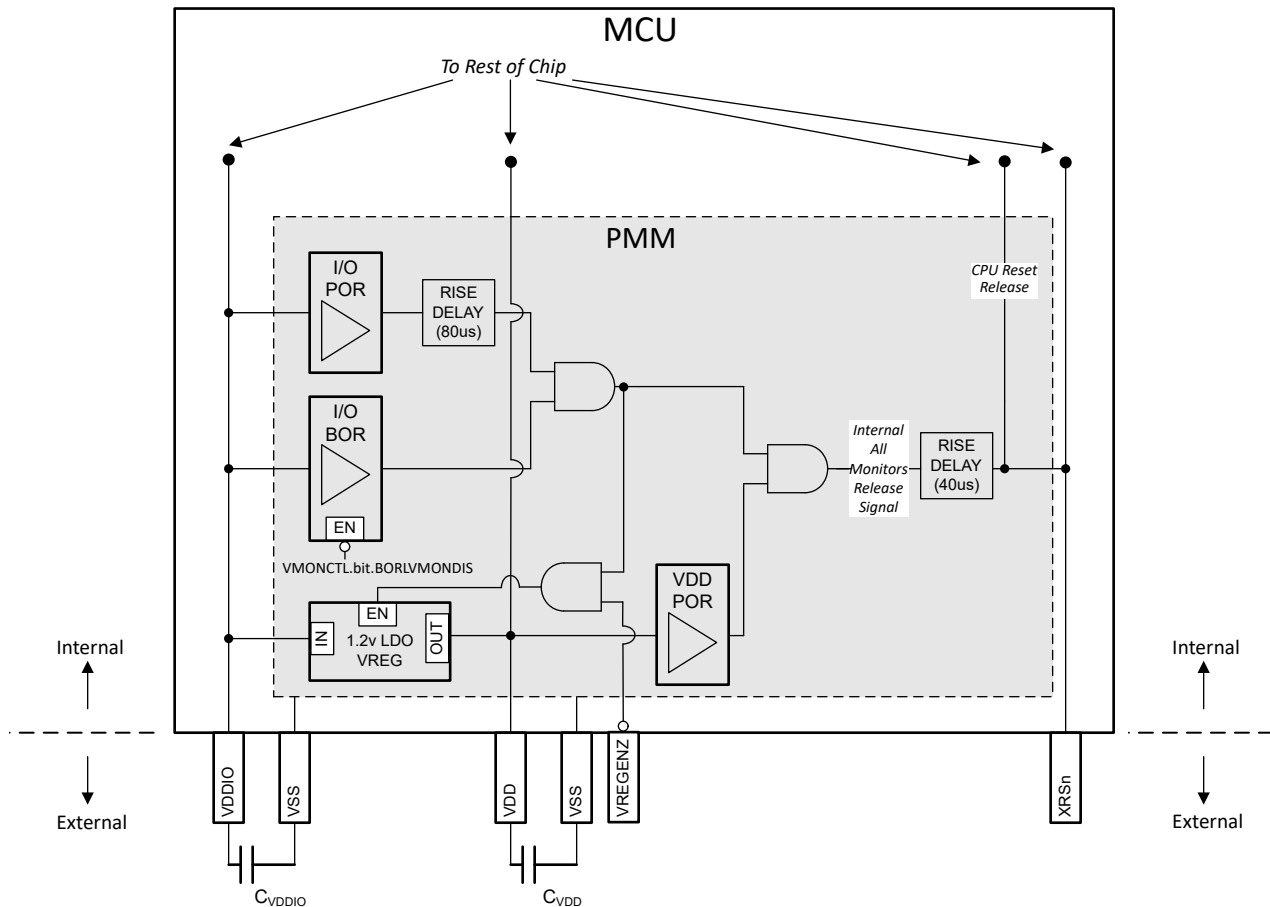 MCU
To Rest of Chip
PMM
I/O
POR
RISE
DELAY
(80us)
CPU Reset
Release
I/O
BOR
EN
VMONCTL.bit.BORLVMONDIS
Internal
All
Monitors
Release
Signal
RISE
DELAY
(40us)
EN
IN
1.2v LDO
VREG
OUT
VDD
POR
Internal
External
Internal
External
VDDIO
VSS
VDD
VSS
VREGENZ
XRSn
CVDDIO
CVDD